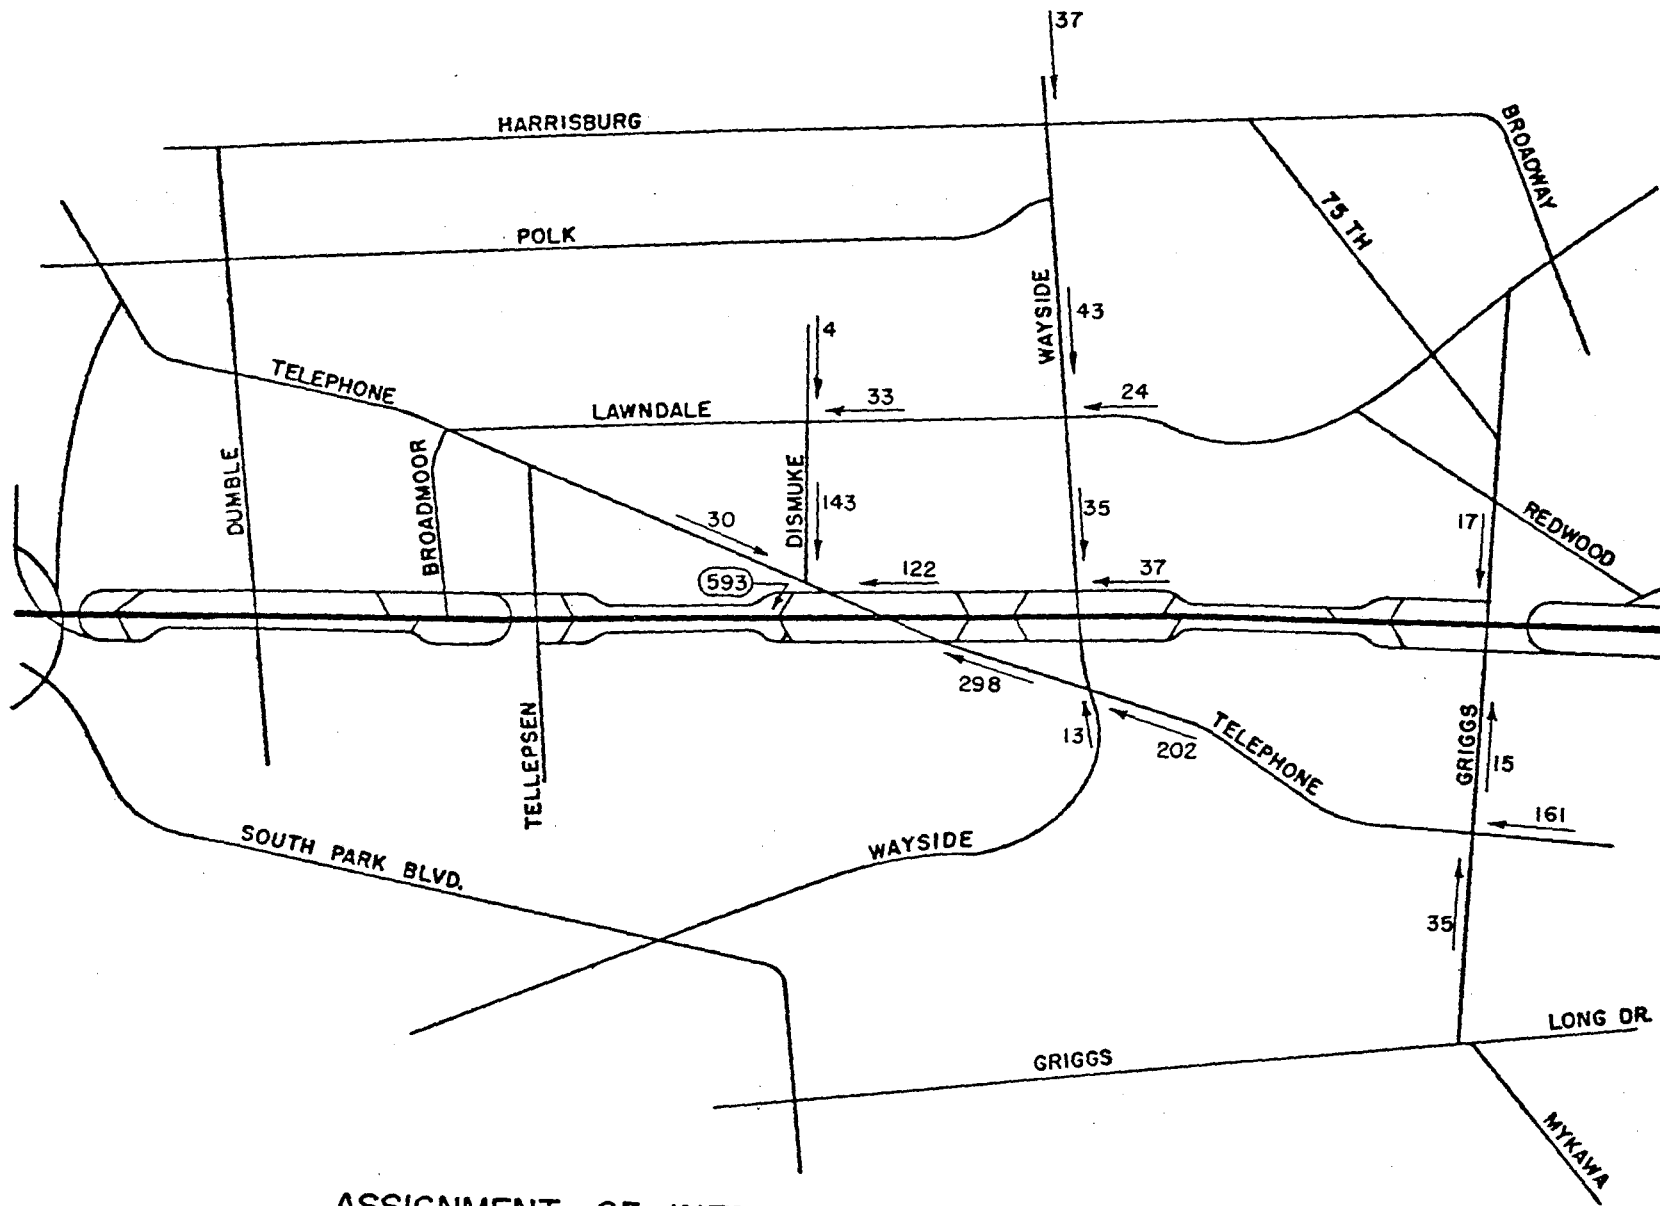 37
HARRISBURG
BROADWAY
75 TH
POLK
WAYSIDE
43
4
TELEPHONE
33
24
LAWNDALE
DUMBLE
BROADMOOR
DISMUKE
143
35
30
17
REDWOOD
593
122
37
298
13
202
TELEPHONE
GRIGGS
15
TELLEPSEN
161
SOUTH PARK BLVD.
WAYSIDE
35
LONG DR.
GRIGGS
MYKAWA
ASSIGNMENT OF